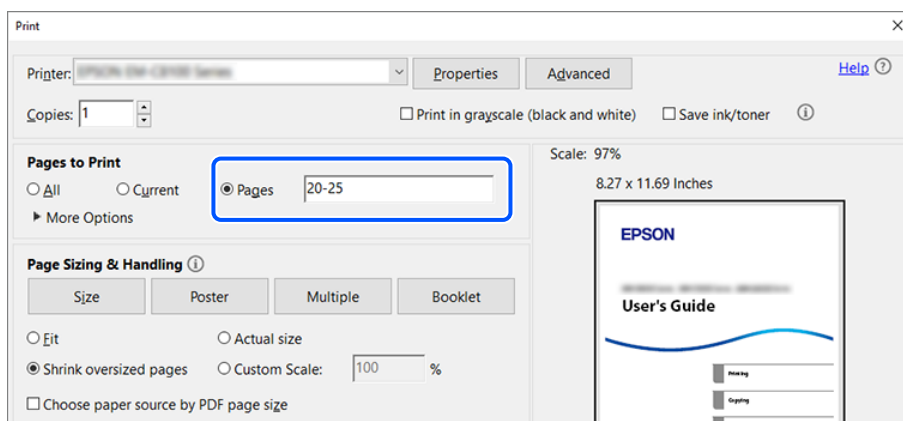 Print
Printer:
Properties
Advanced
Help
Copies: 1
Print in grayscale (black and white)
Save ink/toner
Pages to Print
All
Current
Pages
20-25
More Options
Scale: 97%
8.27 x 11.69 Inches
EPSON
User's Guide
Printing
Copying
Page Sizing & Handling
Size
Poster
Multiple
Booklet
Fit
Actual size
Shrink oversized pages
Custom Scale:
100
%
Choose paper source by PDF page size